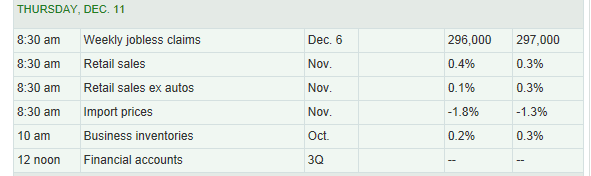 THURSDAY, DEC. 11
8:30 am Weekly jobless claims Dec. 6 296,000 297,000
8:30 am Retail sales Nov. 0.4% 0.3%
8:30 am Retail sales ex autos Nov. 0.1% 0.3%
8:30 am Import prices Nov. -1.8% -1.3%
10 am Business inventories Oct. 0.2% 0.3%
12 noon Financial accounts 3Q -- --